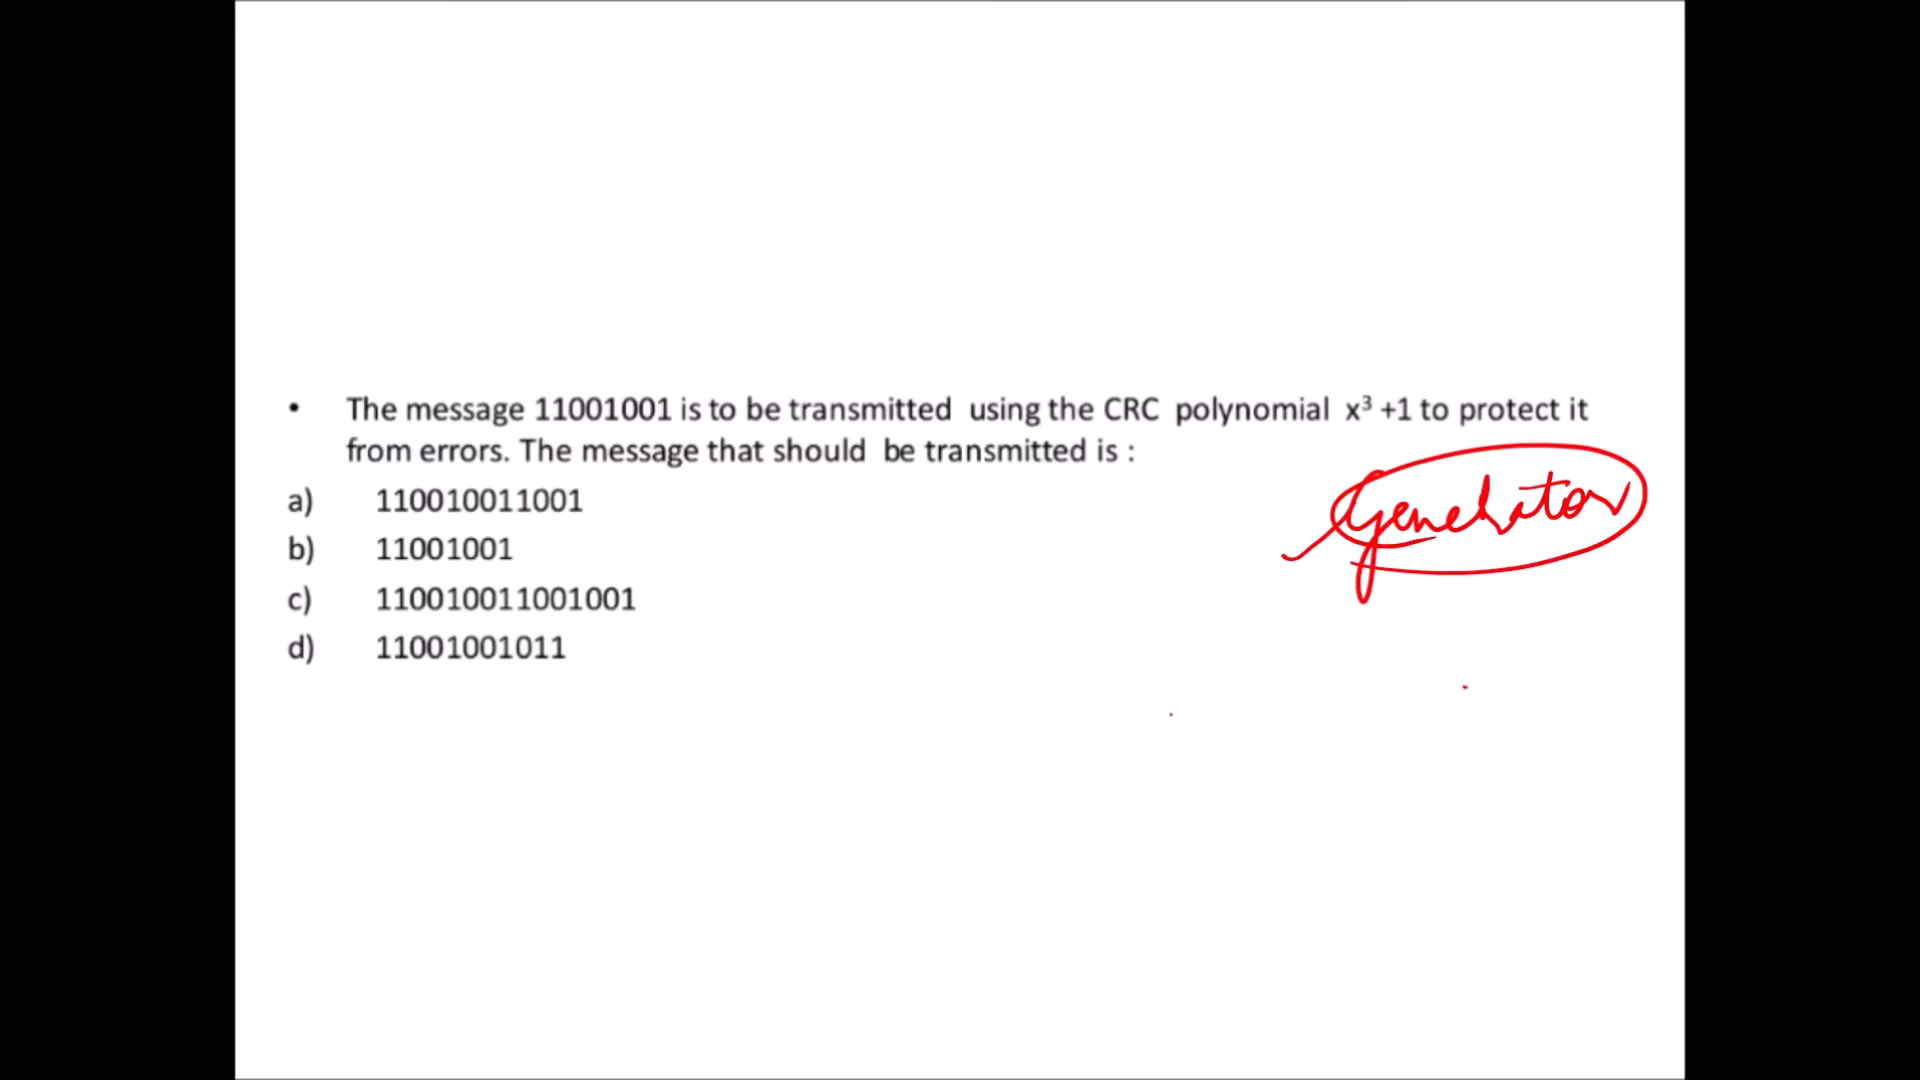 • The message 11001001 is to be transmitted using the CRC polynomial x³ +1 to protect it
from errors. The message that should be transmitted is :
Generator
a) 110010011001
b) 11001001
c) 110010011001001
d) 11001001011